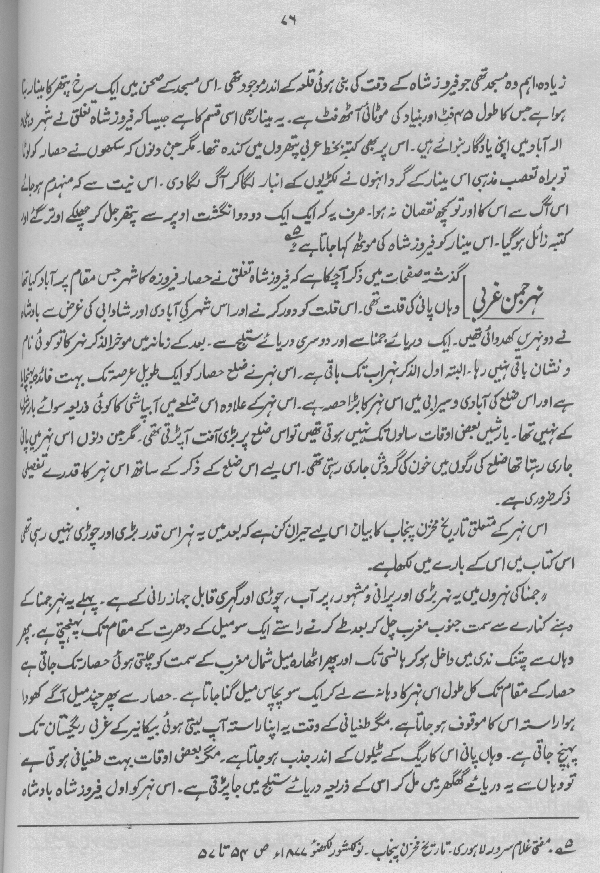 ۷۶
زیادہ اہم وہ مسجد تھی جو فیروز شاہ کے وقت کی بنی ہوئی قلعہ کے اندر موجود تھی۔ اس مسجد کے صحن میں ایک سرخ پتھر کا مینار بنا
ہوا ہے جس کا طول ۴۵ فٹ اور بنیاد کی موٹائی آٹھ فٹ ہے۔ یہ مینار بھی اسی قسم کا ہے جیسا کہ فیروز شاہ تغلق نے شہر دہلی و
الہ آباد میں اپنی یادگار بنوائے ہیں۔ اس پر بھی کتبہ بخط عربی پتھروں میں کندہ تھا۔ مگر جن دنوں کہ سکھوں نے حصار کو لوٹا
تو براہ تعصب مذہبی اس مینار کے گرد انہوں نے لکڑیوں کے انبار لگا کر آگ لگا دی۔ اس نیت سے کہ منہدم ہو جائے
اس آگ سے اس کا اور تو کچھ نقصان نہ ہوا۔ صرف یہ کہ ایک ایک دو دو انگشت اوپر سے پتھر جل کر چھلکے اوتر گئے اور
کتبہ زائل ہوگیا۔ اس مینار کو فیروز شاہ کی موٹھ کہا جاتا ہے
نہر جمن غربی گذشتہ صفحات میں ذکر آچکا ہے کہ فیروز شاہ تغلق نے حصار فیروزہ کا شہر جس مقام پر آباد کیا تھا
وہاں پانی کی قلت تھی۔ اس قلت کو دور کرنے اور اس شہر کی آبادی اور شادابی کی غرض سے بادشاہ
نے دو نہریں کھدوائی تھیں۔ ایک دریائے جمنا سے اور دوسری دریائے ستلج سے۔ بعد کے زمانہ میں موخر الذکر نہر کا تو کوئی نام
و نشان باقی نہیں رہا۔ البتہ اول الذکر نہر اب تک باقی ہے۔ اس نہر نے ضلع حصار کو ایک طویل عرصہ تک بہت فائدہ پہنچایا
ہے اور اس ضلع کی آبادی و سیرابی میں اس نہر کا بڑا حصہ ہے۔ اس نہر کے علاوہ اس ضلع میں آبپاشی کا کوئی ذریعہ سوائے بارش
کے نہیں تھا۔ بارشیں بعض اوقات سالوں تک نہیں ہوتی تھیں تو اس ضلع پر بڑی آفت آپڑتی تھی۔ مگر جن دنوں اس نہر میں پانی
جاری رہتا تھا ضلع کی رگوں میں خون کی گردش جاری رہتی تھی۔ اس لیے اس ضلع کے ذکر کے ساتھ اس نہر کا قدرے تفصیلی
ذکر ضروری ہے۔
اس نہر کے متعلق تاریخ مخزن پنجاب کا بیان اس لیے حیران کن ہے کہ بعد میں یہ نہر اس قدر بڑی اور چوڑی نہیں رہی تھی
اس کتاب میں اس کے بارے میں لکھا ہے۔
"جمنا کی نہروں میں یہ نہر بڑی اور پرانی و مشہور، پر آب، چوڑی اور گہری قابل جہاز رانی کے ہے۔ پہلے یہ نہر جمنا کے
دہنے کنارے سے سمت جنوب مغرب چل کر بعد طے کرنے راستے ایک سو میل کے دھرت کے مقام تک پہنچتی ہے۔ پھر
وہاں سے چتنگ ندی میں داخل ہو کر ہانسی تک اور پھر اٹھارہ میل شمال مغرب کے سمت کو چلتی ہوئی حصار تک جاتی ہے
حصار کے مقام تک کل طول اس نہر کا دہانہ سے لے کر ایک سو پچاس میل گنا جاتا ہے۔ حصار سے پھر چند میل آگے کھودا
ہوا راستہ اس کا موقوف ہو جاتا ہے۔ مگر طغیانی کے وقت یہ اپنا راستہ آپ لیتی ہوئی بیکانیر کے غربی ریگستان تک
پہنچ جاتی ہے۔ وہاں پانی اس کا ریگ کے ٹیلوں کے اندر جذب ہو جاتا ہے۔ مگر بعض اوقات بہت طغیانی ہوتی ہے
تو وہاں سے یہ دریائے گھگھر میں مل کر اس کے ذریعہ دریائے ستلج میں جا پڑتی ہے۔ اس نہر کو اول فیروز شاہ بادشاہ
مفتی غلام سرور لاہوری۔ تاریخ مخزن پنجاب۔ نولکشور لکھنؤ ۱۸۷۷ء ص ۵۴ تا ۵۷